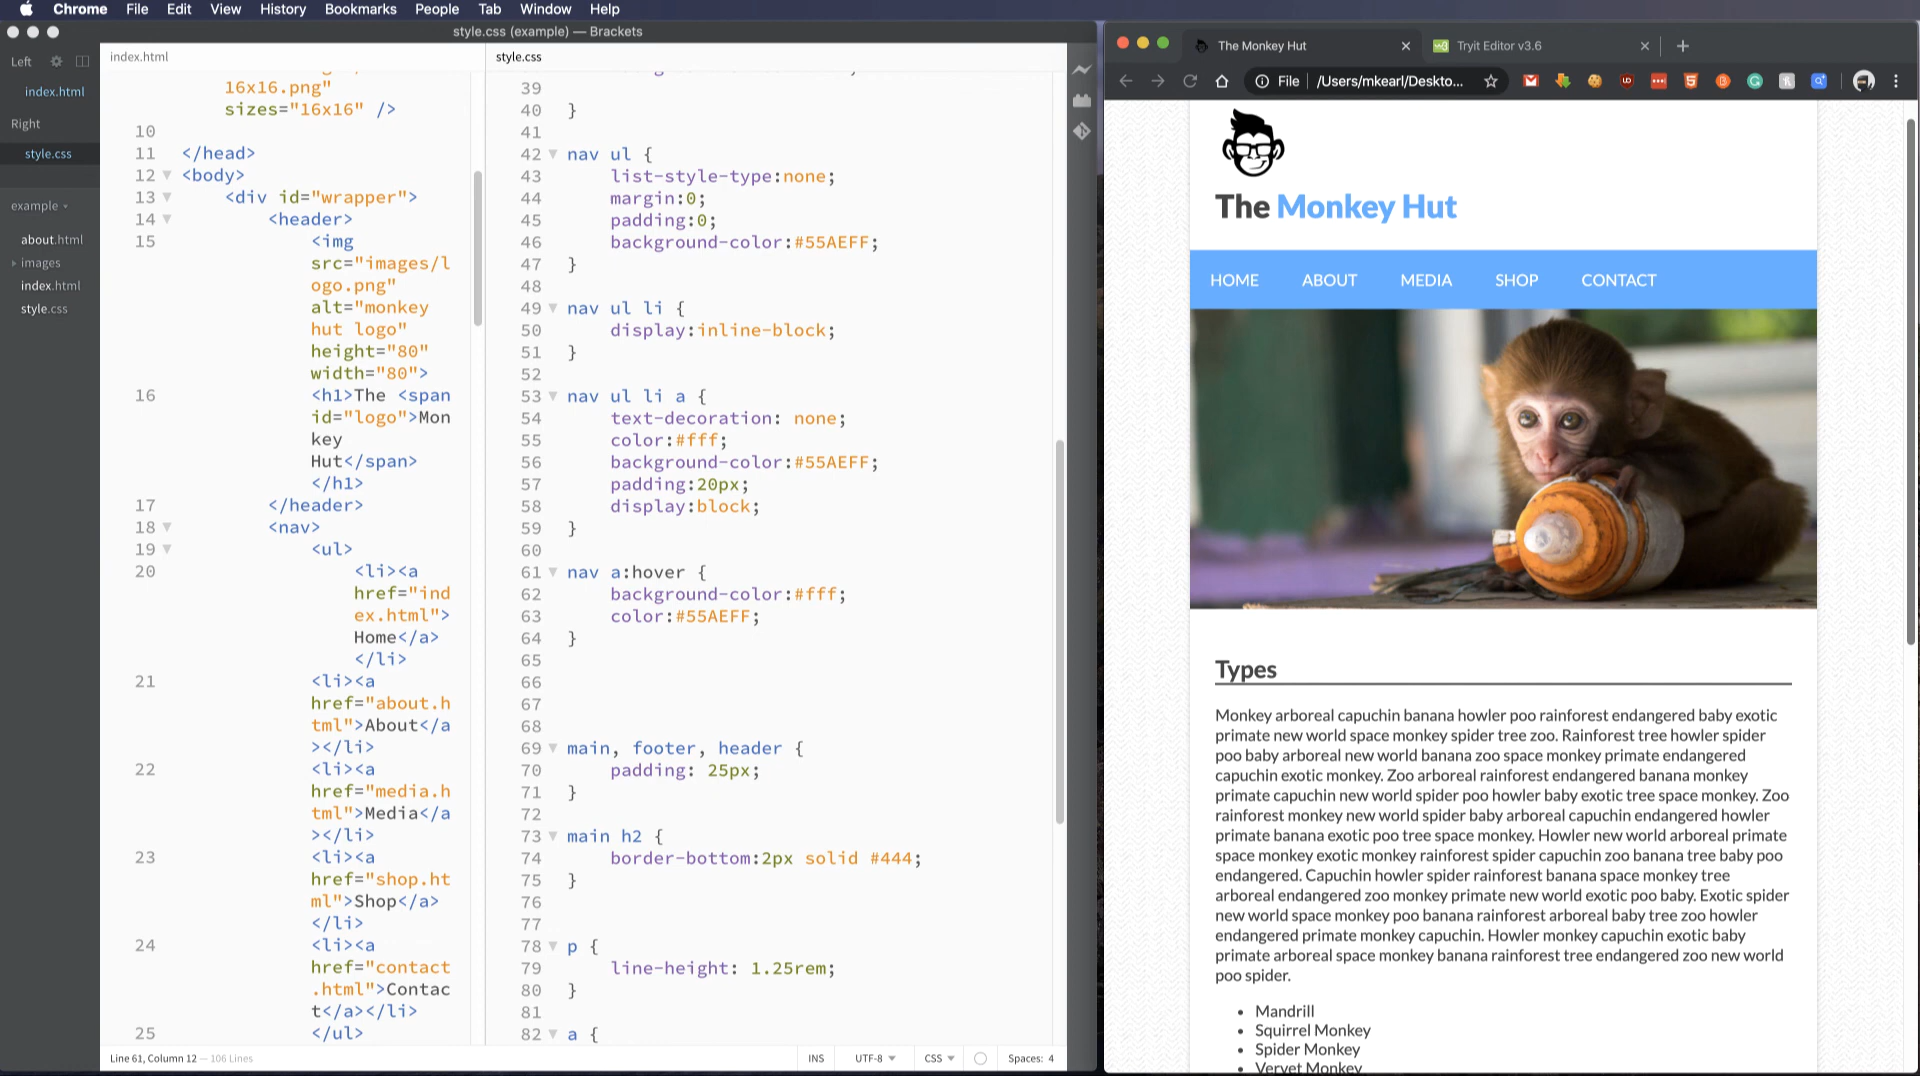 Chrome File Edit View History Bookmarks People Tab Window Help
style.css (example) — Brackets
Left
index.html
Right
style.css
example
about.html
images
index.html
style.css
index.html
16x16.png"
sizes="16x16" />
10
11 </head>
12 <body>
13 <div id="wrapper">
14 <header>
15 <img
src="images/l
ogo.png"
alt="monkey
hut logo"
height="80"
width="80">
16 <h1>The <span
id="logo">Mon
key
Hut</span>
</h1>
17 </header>
18 <nav>
19 <ul>
20 <li><a
href="ind
ex.html">
Home</a>
</li>
21 <li><a
href="about.h
tml">About</a
></li>
22 <li><a
href="media.h
tml">Media</a
></li>
23 <li><a
href="shop.ht
ml">Shop</a>
</li>
24 <li><a
href="contact
.html">Contac
t</a></li>
25 </ul>
style.css
39
40 }
41
42 nav ul {
43 list-style-type:none;
44 margin:0;
45 padding:0;
46 background-color:#55AEFF;
47 }
48
49 nav ul li {
50 display:inline-block;
51 }
52
53 nav ul li a {
54 text-decoration: none;
55 color:#fff;
56 background-color:#55AEFF;
57 padding:20px;
58 display:block;
59 }
60
61 nav a:hover {
62 background-color:#fff;
63 color:#55AEFF;
64 }
65
66
67
68
69 main, footer, header {
70 padding: 25px;
71 }
72
73 main h2 {
74 border-bottom:2px solid #444;
75 }
76
77
78 p {
79 line-height: 1.25rem;
80 }
81
82 a {
Line 61, Column 12 — 106 Lines
INS UTF-8 CSS Spaces: 4
The Monkey Hut
Tryit Editor v3.6
File /Users/mkearl/Deskto...
The Monkey Hut
HOME ABOUT MEDIA SHOP CONTACT
Types
Monkey arboreal capuchin banana howler poo rainforest endangered baby exotic
primate new world space monkey spider tree zoo. Rainforest tree howler spider
poo baby arboreal new world banana zoo space monkey primate endangered
capuchin exotic monkey. Zoo arboreal rainforest endangered banana monkey
primate capuchin new world spider poo howler baby exotic tree space monkey. Zoo
rainforest monkey new world spider baby arboreal capuchin endangered howler
primate banana exotic poo tree space monkey. Howler new world arboreal primate
space monkey exotic monkey rainforest spider capuchin zoo banana tree baby poo
endangered. Capuchin howler spider rainforest banana space monkey tree
arboreal endangered zoo monkey primate new world exotic poo baby. Exotic spider
new world space monkey poo banana rainforest arboreal baby tree zoo howler
endangered primate monkey capuchin. Howler monkey capuchin exotic baby
primate arboreal space monkey banana rainforest tree endangered zoo new world
poo spider.
Mandrill
Squirrel Monkey
Spider Monkey
Vervet Monkey